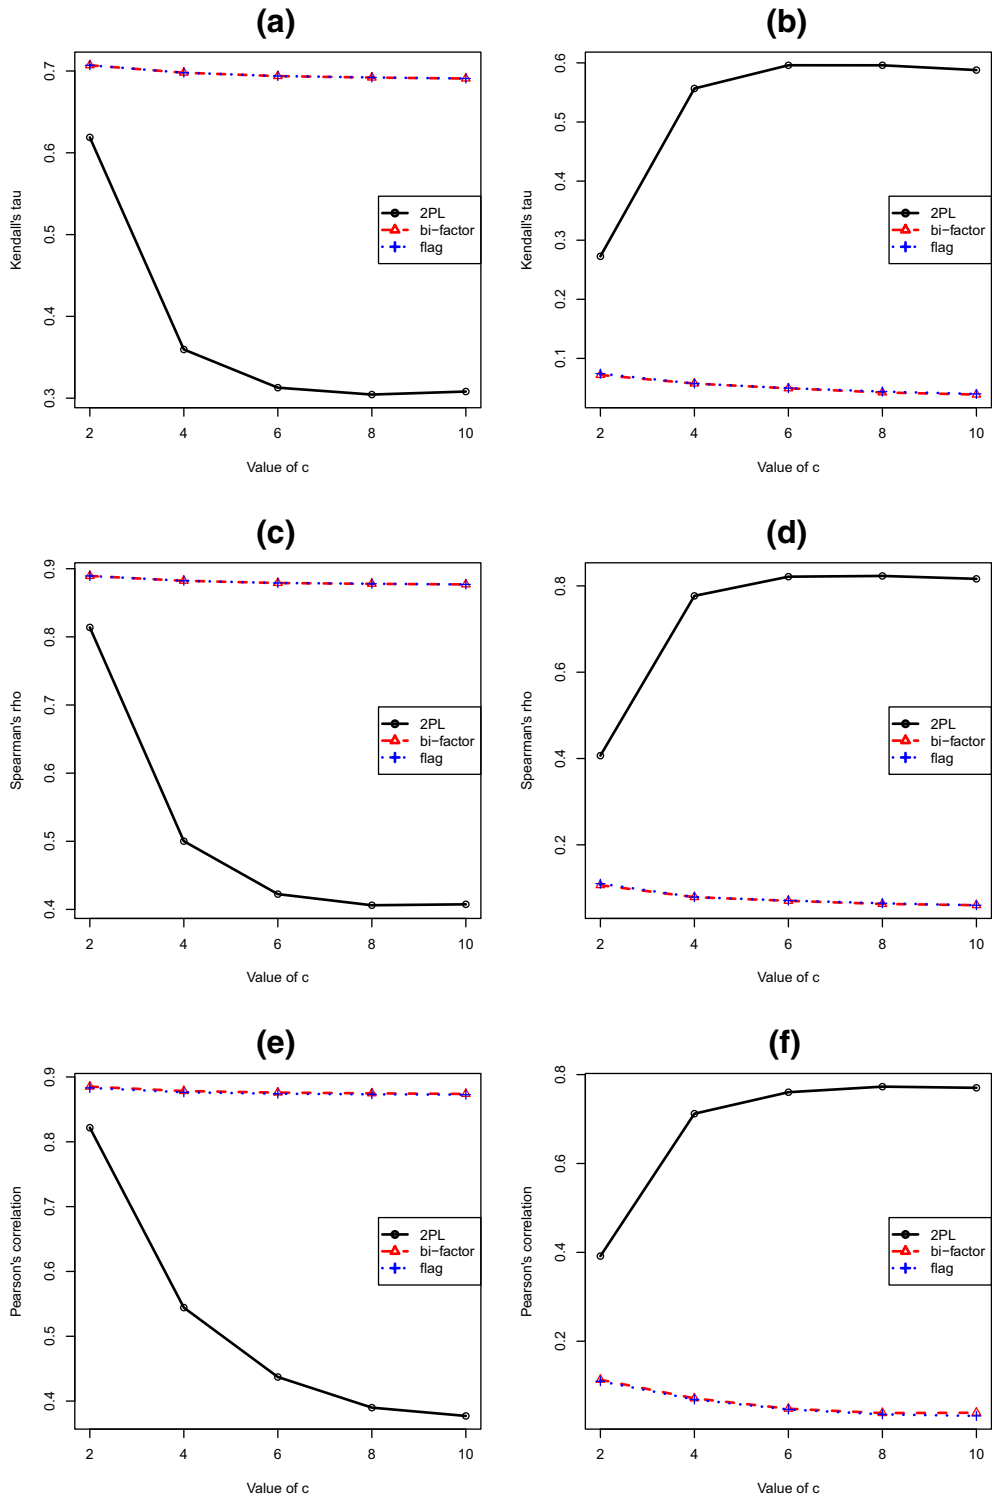 (a)
Kendall's tau
0.7
0.6
0.5
0.4
0.3
2PL
bi−factor
flag
2 4 6 8 10
Value of c
(b)
Kendall's tau
0.6
0.5
0.4
0.3
0.2
0.1
2PL
bi−factor
flag
2 4 6 8 10
Value of c
(c)
Spearman's rho
0.9
0.8
0.7
0.6
0.5
0.4
2PL
bi−factor
flag
2 4 6 8 10
Value of c
(d)
Spearman's rho
0.8
0.6
0.4
0.2
2PL
bi−factor
flag
2 4 6 8 10
Value of c
(e)
Pearson's correlation
0.9
0.8
0.7
0.6
0.5
0.4
2PL
bi−factor
flag
2 4 6 8 10
Value of c
(f)
Pearson's correlation
0.8
0.6
0.4
0.2
2PL
bi−factor
flag
2 4 6 8 10
Value of c